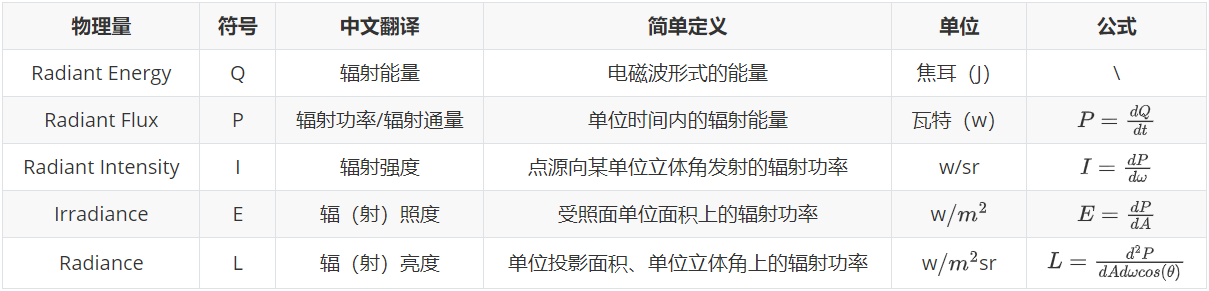 物理量 符号 中文翻译 简单定义 单位 公式
Radiant Energy Q 辐射能量 电磁波形式的能量 焦耳（J） \
Radiant Flux P 辐射功率/辐射通量 单位时间内的辐射能量 瓦特（w） $P = \frac{dQ}{dt}$
Radiant Intensity I 辐射强度 点源向某单位立体角发射的辐射功率 w/sr $I = \frac{dP}{d\omega}$
Irradiance E 辐（射）照度 受照面单位面积上的辐射功率 w/$m^2$ $E = \frac{dP}{dA}$
Radiance L 辐（射）亮度 单位投影面积、单位立体角上的辐射功率 w/$m^2$sr $L = \frac{d^2P}{dAd\omega cos(\theta)}$